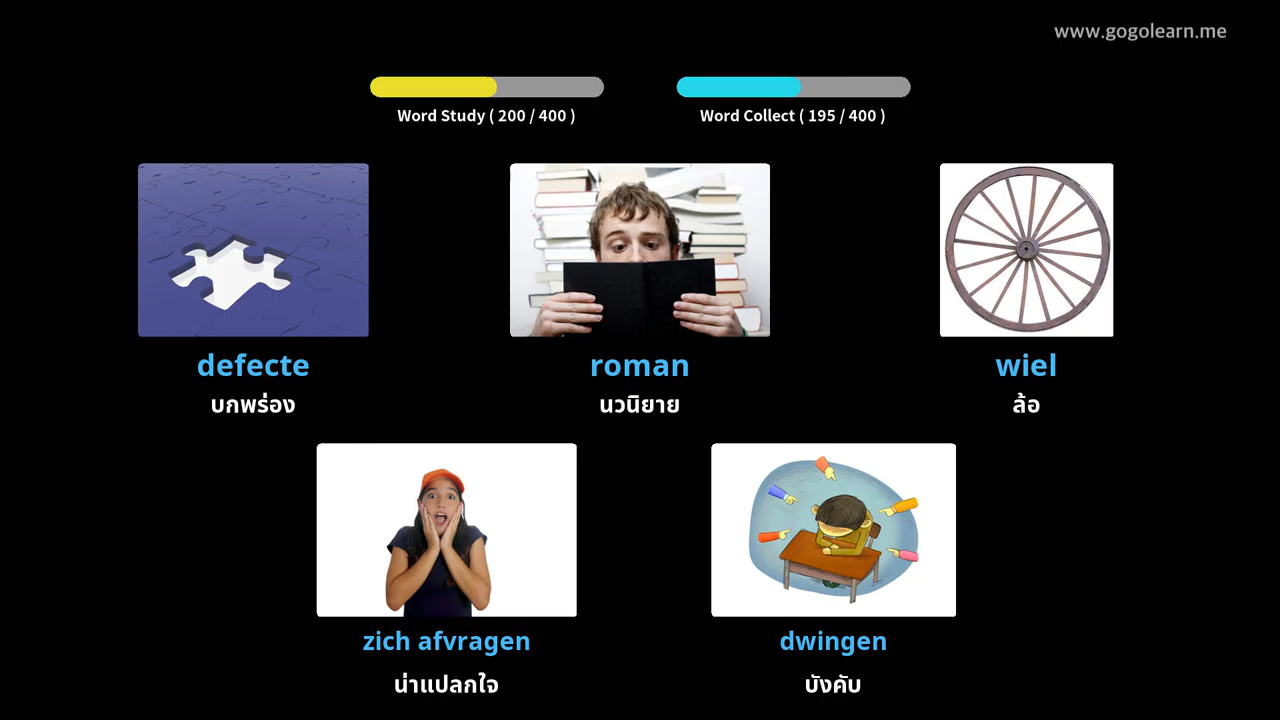 www.gogolearn.me
Word Study ( 200 / 400 )
Word Collect ( 195 / 400 )
defecte
บกพร่อง
roman
นวนิยาย
wiel
ล้อ
zich afvragen
น่าแปลกใจ
dwingen
บังคับ